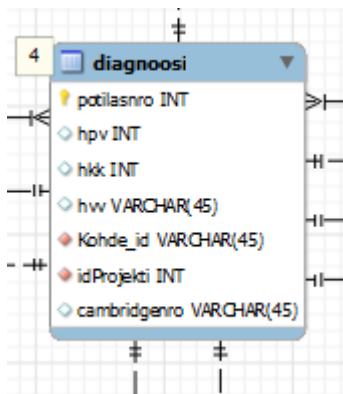 4
diagnoosi
potilasnro INT
hpv INT
hkk INT
hvv VARCHAR(45)
Kohde_id VARCHAR(45)
idProjekti INT
cambridgenro VARCHAR(45)